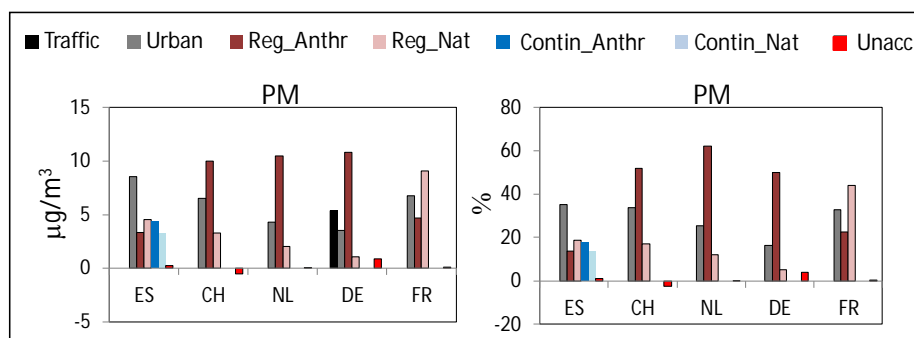 Traffic Urban Reg_Anthr Reg_Nat Contin_Anthr Contin_Nat Unacc
PM
15
10
5
0
-5
µg/m³
ES CH NL DE FR
PM
80
60
40
20
0
-20
%
ES CH NL DE FR